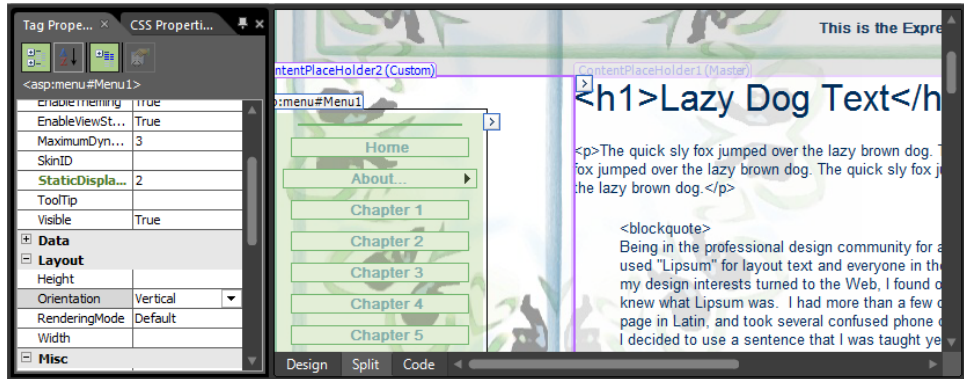 Tag Prope... × CSS Properti...
<asp:menu#Menu1>
EnableTheming True
EnableViewSt... True
MaximumDyn... 3
SkinID
StaticDispla... 2
ToolTip
Visible True
Data
Layout
Height
Orientation Vertical
RenderingMode Default
Width
Misc
This is the Expre
ntentPlaceHolder2 (Custom)
ContentPlaceHolder1 (Master)
p:menu#Menu1
Home
About...
Chapter 1
Chapter 2
Chapter 3
Chapter 4
Chapter 5
<h1>Lazy Dog Text</h
<p>The quick sly fox jumped over the lazy brown dog. T
fox jumped over the lazy brown dog. The quick sly fox j
the lazy brown dog.</p>
<blockquote>
Being in the professional design community for a
used "Lipsum" for layout text and everyone in the
my design interests turned to the Web, I found o
knew what Lipsum was. I had more than a few c
page in Latin, and took several confused phone c
I decided to use a sentence that I was taught ye
Design Split Code